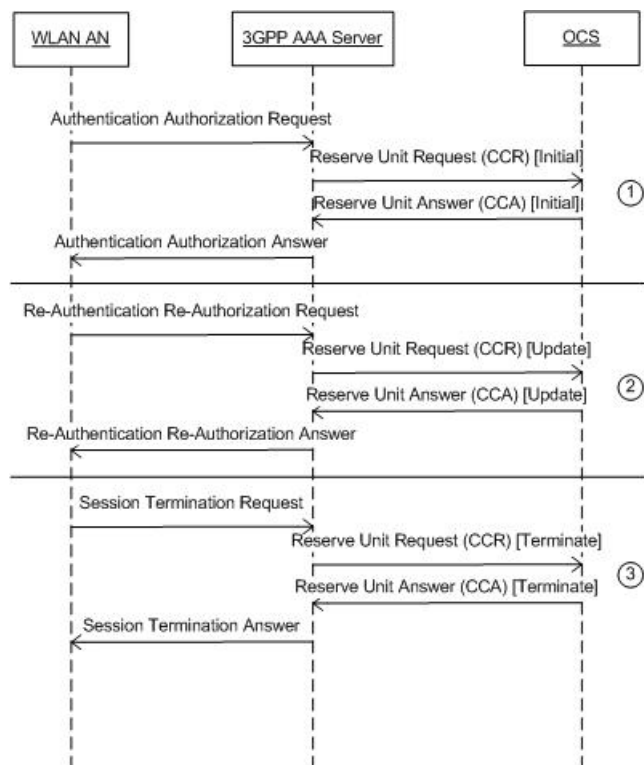 WLAN AN
3GPP AAA Server
OCS
Authentication Authorization Request
Reserve Unit Request (CCR) [Initial]
1
Reserve Unit Answer (CCA) [Initial]
Authentication Authorization Answer
Re-Authentication Re-Authorization Request
Reserve Unit Request (CCR) [Update]
2
Reserve Unit Answer (CCA) [Update]
Re-Authentication Re-Authorization Answer
Session Termination Request
Reserve Unit Request (CCR) [Terminate]
3
Reserve Unit Answer (CCA) [Terminate]
Session Termination Answer